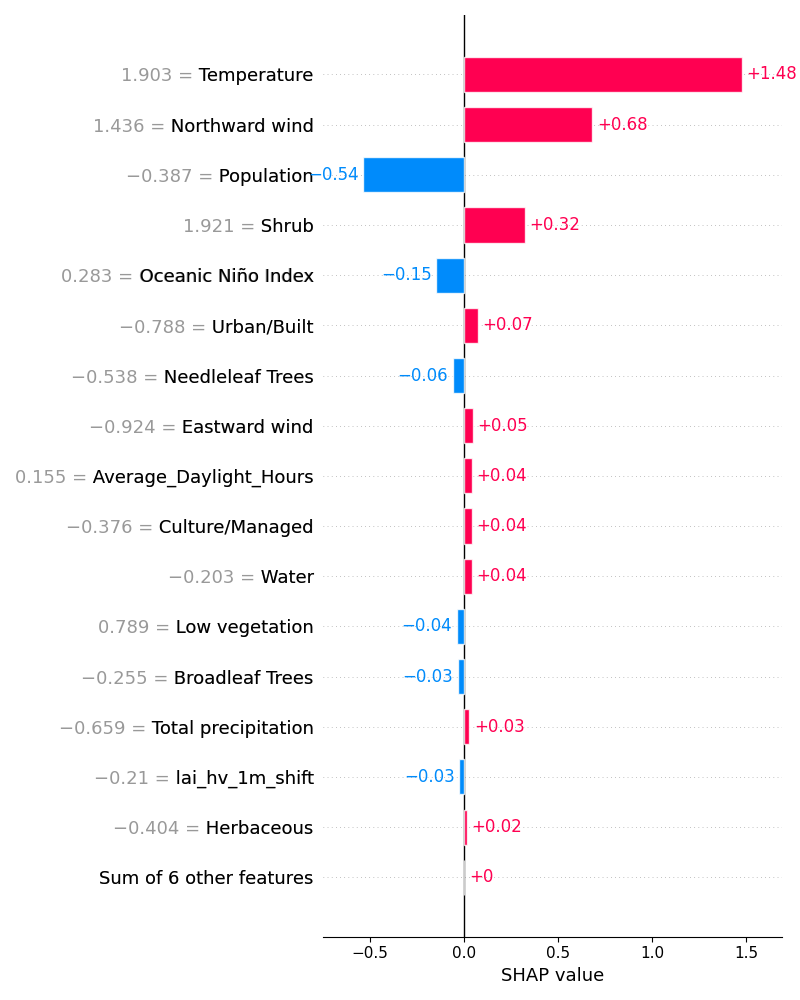 1.903 = Temperature +1.48
1.436 = Northward wind +0.68
−0.387 = Population −0.54
1.921 = Shrub +0.32
0.283 = Oceanic Niño Index −0.15
−0.788 = Urban/Built +0.07
−0.538 = Needleleaf Trees −0.06
−0.924 = Eastward wind +0.05
0.155 = Average_Daylight_Hours +0.04
−0.376 = Culture/Managed +0.04
−0.203 = Water +0.04
0.789 = Low vegetation −0.04
−0.255 = Broadleaf Trees −0.03
−0.659 = Total precipitation +0.03
−0.21 = lai_hv_1m_shift −0.03
−0.404 = Herbaceous +0.02
Sum of 6 other features +0
−0.5 0.0 0.5 1.0 1.5
SHAP value